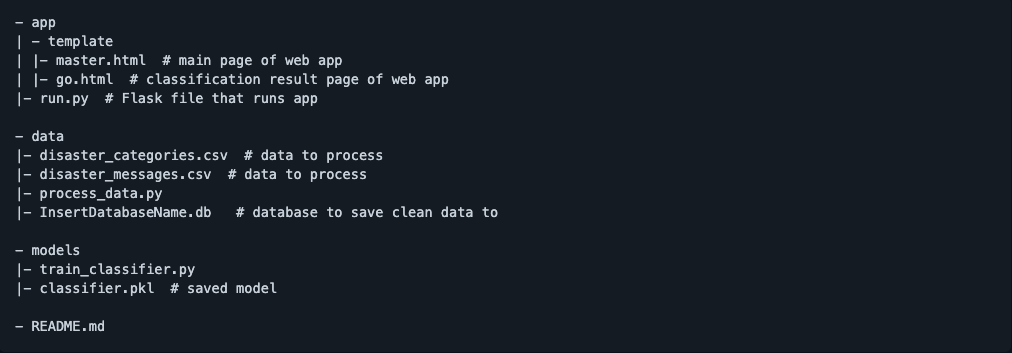 - app
| - template
| |- master.html  # main page of web app
| |- go.html  # classification result page of web app
|- run.py  # Flask file that runs app

- data
|- disaster_categories.csv  # data to process
|- disaster_messages.csv  # data to process
|- process_data.py
|- InsertDatabaseName.db   # database to save clean data to

- models
|- train_classifier.py
|- classifier.pkl  # saved model

- README.md